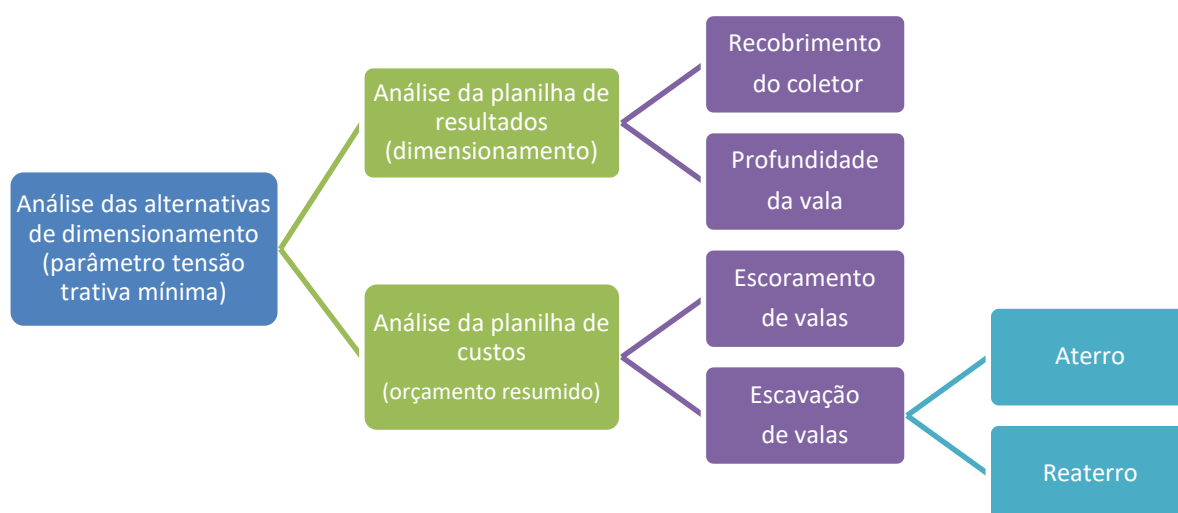 Análise das alternativas
de dimensionamento
(parâmetro tensão
trativa mínima)
Análise da planilha de
resultados
(dimensionamento)
Recobrimento
do coletor
Profundidade
da vala
Análise da planilha de
custos
(orçamento resumido)
Escoramento
de valas
Escavação
de valas
Aterro
Reaterro